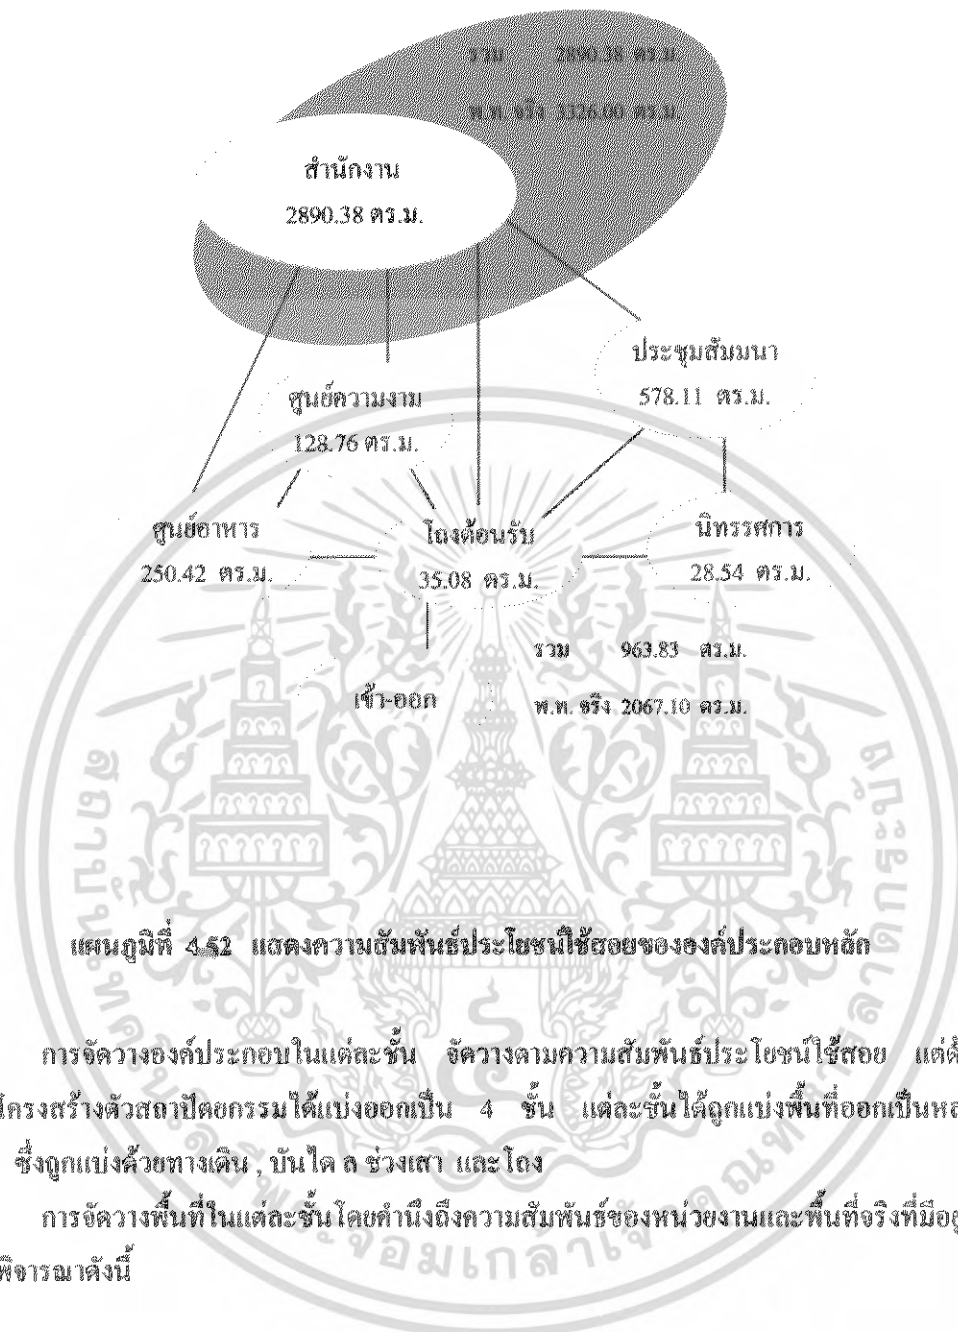 รวม 2890.38 ตร.ม.
พ.ท. จริง 3326.00 ตร.ม.
สำนักงาน
2890.38 ตร.ม.
ประชุมสัมมนา
578.11 ตร.ม.
ศูนย์ความงาม
128.76 ตร.ม.
ศูนย์อาหาร
250.42 ตร.ม.
โถงต้อนรับ
35.08 ตร.ม.
นิทรรศการ
28.54 ตร.ม.
รวม 963.83 ตร.ม.
เข้า-ออก
พ.ท. จริง 2067.10 ตร.ม.
แผนภูมิที่ 4.52 แสดงความสัมพันธ์ประโยชน์ใช้สอยขององค์ประกอบหลัก
การจัดวางองค์ประกอบในแต่ละชั้น จัดวางตามความสัมพันธ์ประโยชน์ใช้สอย
โครงสร้างตัวสถาปัตยกรรมได้แบ่งออกเป็น 4 ชั้น แต่ละชั้นได้ถูกแบ่งพื้นที่ออกเป็น
ซึ่งถูกแบ่งด้วยทางเดิน , บันได ล ช่วงเสา และโถง
การจัดวางพื้นที่ในแต่ละชั้นโดยคำนึงถึงความสัมพันธ์ของหน่วยงานและพื้นที่จริงที่มีอยู่
พิจารณาดังนี้